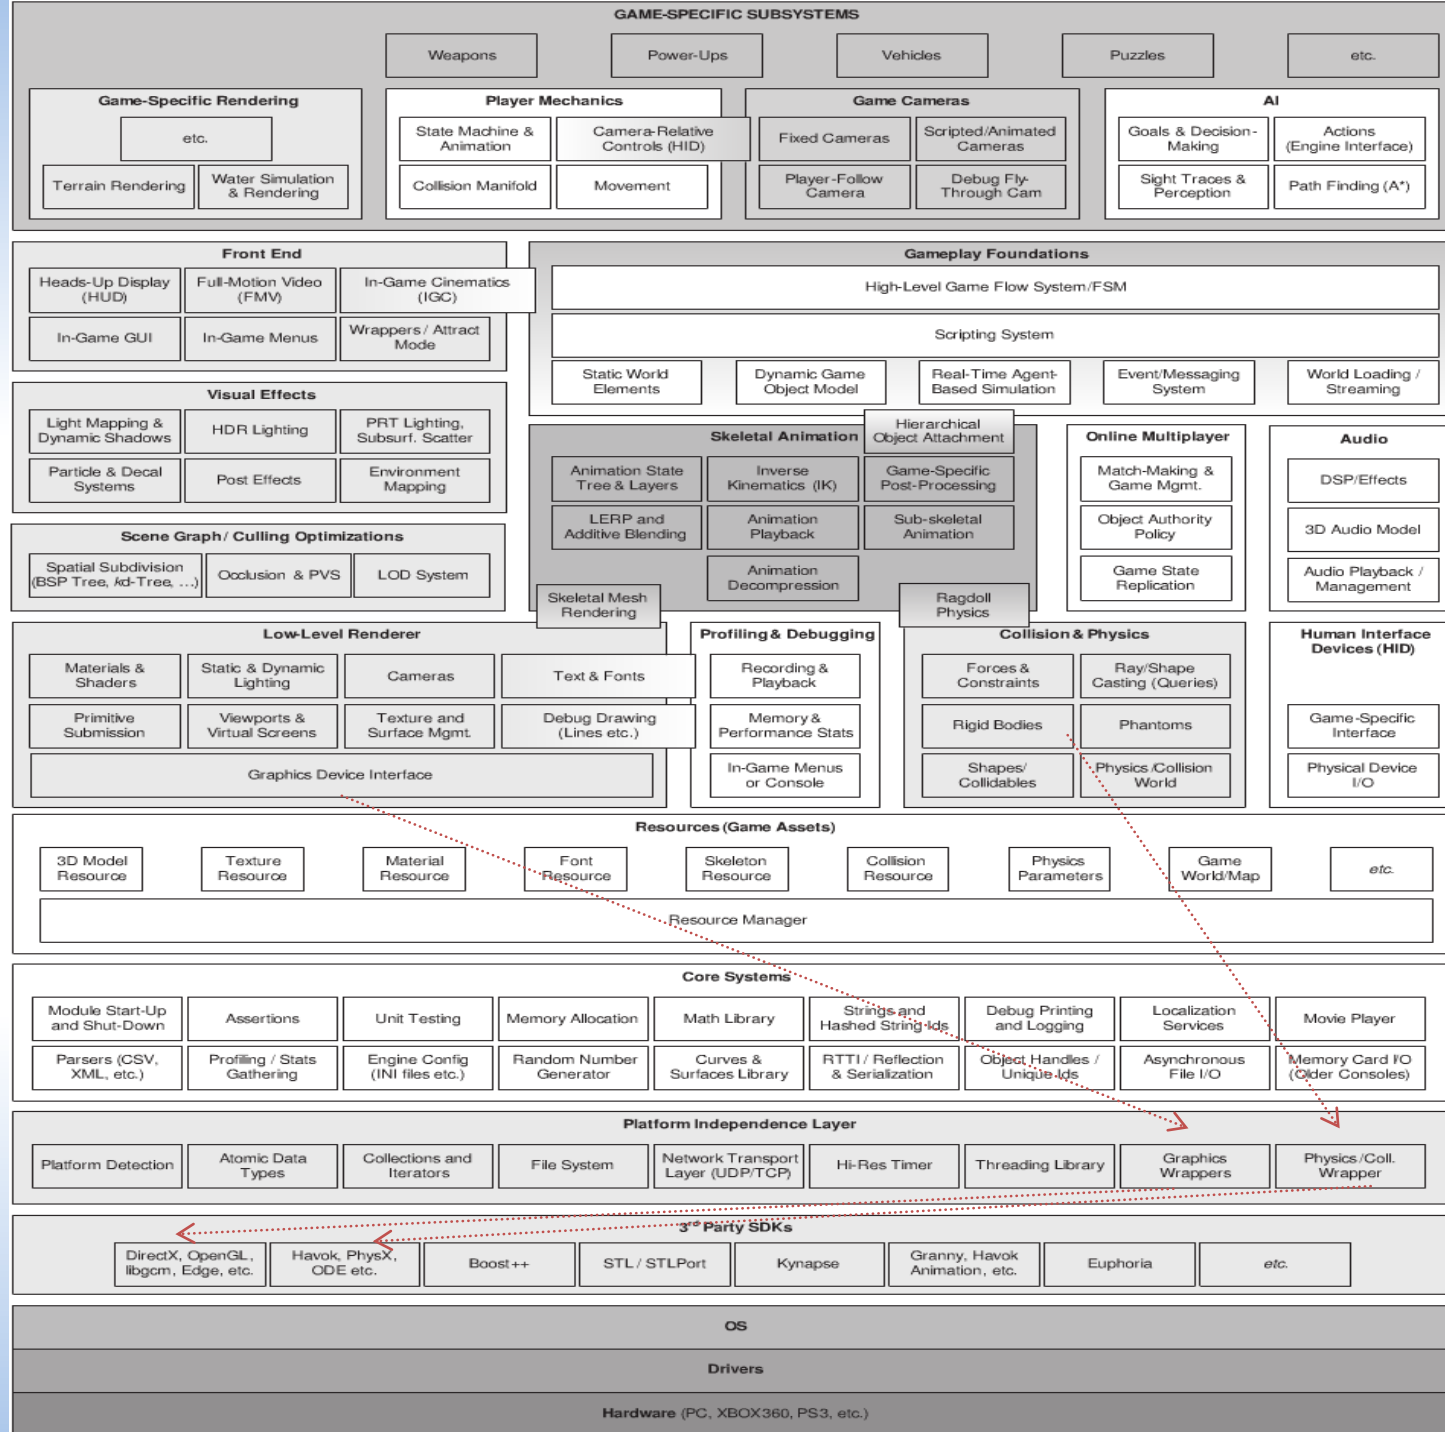 GAME-SPECIFIC SUBSYSTEMS
Weapons
Power-Ups
Vehicles
Puzzles
etc.
Game-Specific Rendering
etc.
Terrain Rendering
Water Simulation
& Rendering
Player Mechanics
State Machine &
Animation
Camera-Relative
Controls (HID)
Collision Manifold
Movement
Game Cameras
Fixed Cameras
Scripted/Animated
Cameras
Player-Follow
Camera
Debug Fly-
Through Cam
AI
Goals & Decision-
Making
Actions
(Engine Interface)
Sight Traces &
Perception
Path Finding (A*)
Front End
Heads-Up Display
(HUD)
Full-Motion Video
(FMV)
In-Game Cinematics
(IGC)
In-Game GUI
In-Game Menus
Wrappers / Attract
Mode
Gameplay Foundations
High-Level Game Flow System/FSM
Scripting System
Static World
Elements
Dynamic Game
Object Model
Real-Time Agent-
Based Simulation
Event/Messaging
System
World Loading /
Streaming
Visual Effects
Light Mapping &
Dynamic Shadows
HDR Lighting
PRT Lighting,
Subsurf. Scatter
Particle & Decal
Systems
Post Effects
Environment
Mapping
Skeletal Animation
Hierarchical
Object Attachment
Animation State
Tree & Layers
Inverse
Kinematics (IK)
Game-Specific
Post-Processing
LERP and
Additive Blending
Animation
Playback
Sub-skeletal
Animation
Animation
Decompression
Skeletal Mesh
Rendering
Ragdoll
Physics
Online Multiplayer
Match-Making &
Game Mgmt.
Object Authority
Policy
Game State
Replication
Audio
DSP/Effects
3D Audio Model
Audio Playback /
Management
Scene Graph / Culling Optimizations
Spatial Subdivision
(BSP Tree, kd-Tree, …)
Occlusion & PVS
LOD System
Low-Level Renderer
Materials &
Shaders
Static & Dynamic
Lighting
Cameras
Text & Fonts
Primitive
Submission
Viewports &
Virtual Screens
Texture and
Surface Mgmt.
Debug Drawing
(Lines etc.)
Graphics Device Interface
Profiling & Debugging
Recording &
Playback
Memory &
Performance Stats
In-Game Menus
or Console
Collision & Physics
Forces &
Constraints
Ray/Shape
Casting (Queries)
Rigid Bodies
Phantoms
Shapes/
Collidables
Physics/Collision
World
Human Interface
Devices (HID)
Game-Specific
Interface
Physical Device
I/O
Resources (Game Assets)
3D Model
Resource
Texture
Resource
Material
Resource
Font
Resource
Skeleton
Resource
Collision
Resource
Physics
Parameters
Game
World/Map
etc.
Resource Manager
Core Systems
Module Start-Up
and Shut-Down
Assertions
Unit Testing
Memory Allocation
Math Library
Strings and
Hashed String Ids
Debug Printing
and Logging
Localization
Services
Movie Player
Parsers (CSV,
XML, etc.)
Profiling / Stats
Gathering
Engine Config
(INI files etc.)
Random Number
Generator
Curves &
Surfaces Library
RTTI / Reflection
& Serialization
Object Handles /
Unique Ids
Asynchronous
File I/O
Memory Card I/O
(Older Consoles)
Platform Independence Layer
Platform Detection
Atomic Data
Types
Collections and
Iterators
File System
Network Transport
Layer (UDP/TCP)
Hi-Res Timer
Threading Library
Graphics
Wrappers
Physics/Coll.
Wrapper
3rd Party SDKs
DirectX, OpenGL,
libgcm, Edge, etc.
Havok, PhysX,
ODE etc.
Boost++
STL / STLPort
Kynapse
Granny, Havok
Animation, etc.
Euphoria
etc.
OS
Drivers
Hardware (PC, XBOX360, PS3, etc.)